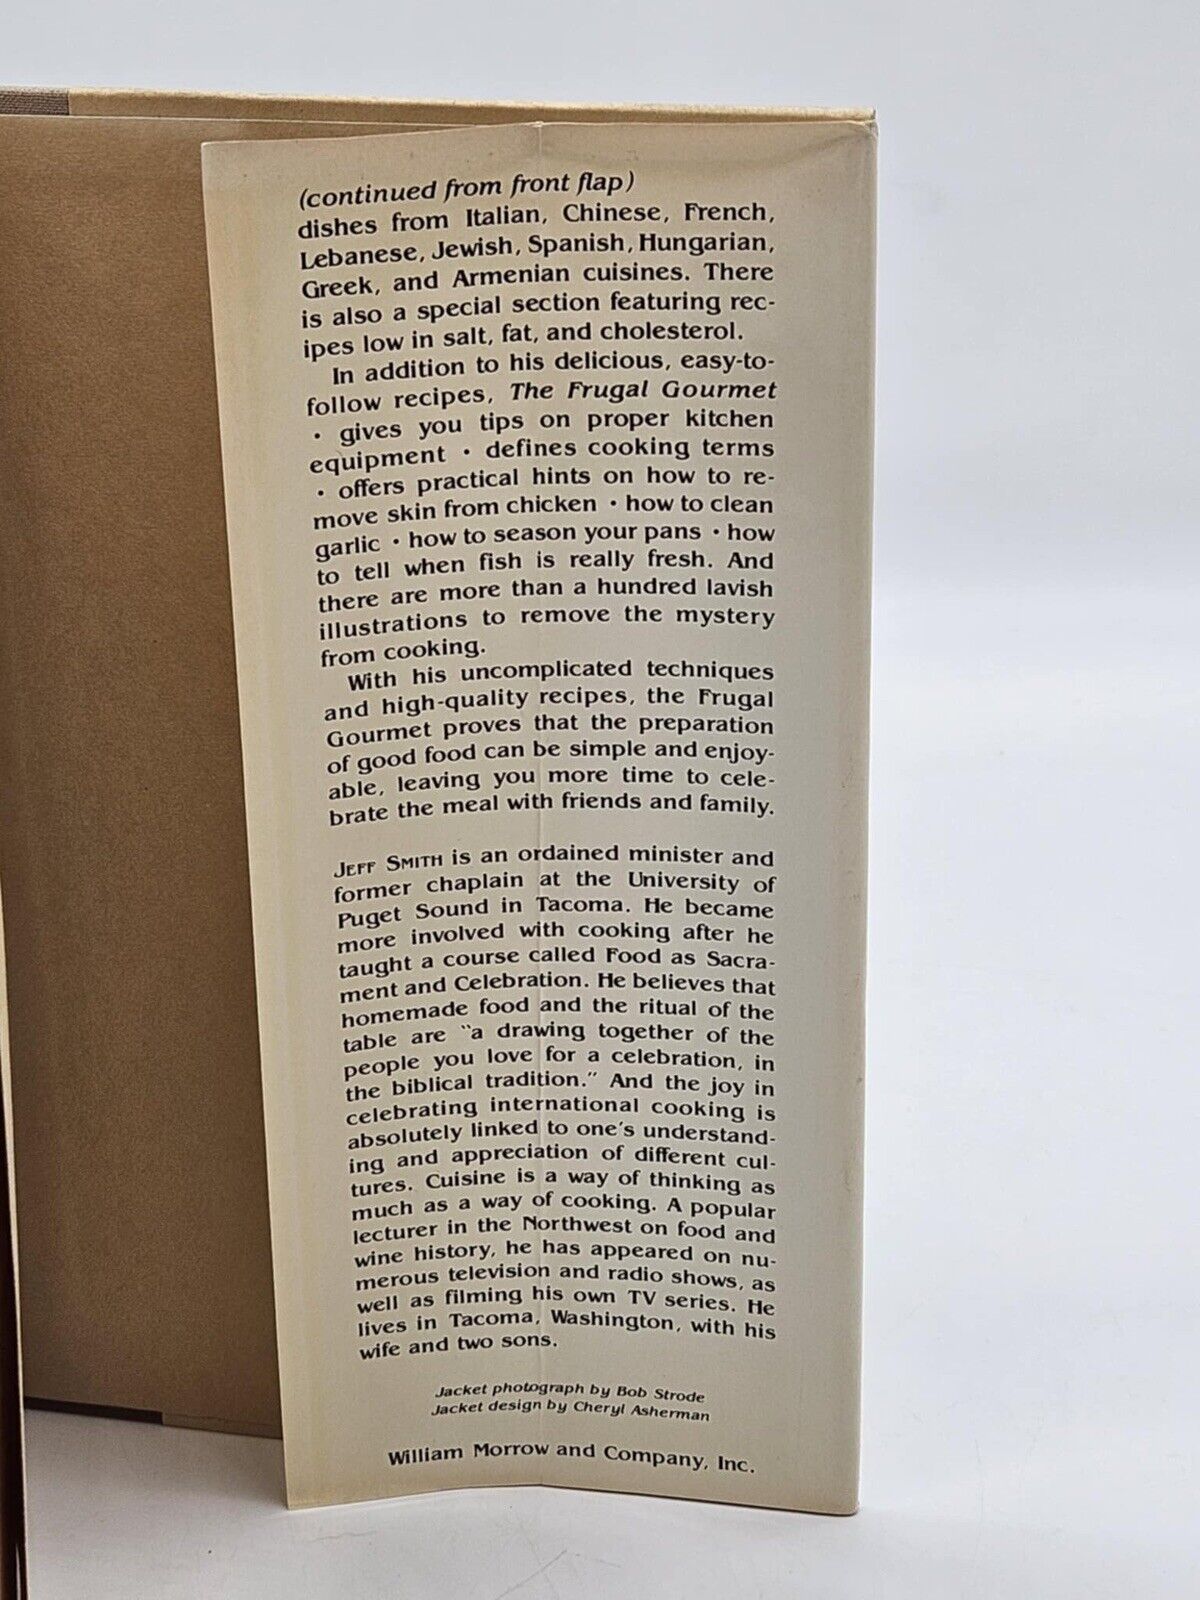 (continued from front flap)
dishes from Italian, Chinese, French,
Lebanese, Jewish, Spanish, Hungarian,
Greek, and Armenian cuisines. There
is also a special section featuring rec-
ipes low in salt, fat, and cholesterol.
In addition to his delicious, easy-to-
follow recipes, The Frugal Gourmet
• gives you tips on proper kitchen
equipment • defines cooking terms
• offers practical hints on how to re-
move skin from chicken • how to clean
garlic • how to season your pans • how
to tell when fish is really fresh. And
there are more than a hundred lavish
illustrations to remove the mystery
from cooking.
With his uncomplicated techniques
and high-quality recipes, the Frugal
Gourmet proves that the preparation
of good food can be simple and enjoy-
able, leaving you more time to cele-
brate the meal with friends and family.
JEFF SMITH is an ordained minister and
former chaplain at the University of
Puget Sound in Tacoma. He became
more involved with cooking after he
taught a course called Food as Sacra-
ment and Celebration. He believes that
homemade food and the ritual of the
table are "a drawing together of the
people you love for a celebration, in
the biblical tradition." And the joy in
celebrating international cooking is
absolutely linked to one's understand-
ing and appreciation of different cul-
tures. Cuisine is a way of thinking as
much as a way of cooking. A popular
lecturer in the Northwest on food and
wine history, he has appeared on nu-
merous television and radio shows, as
well as filming his own TV series. He
lives in Tacoma, Washington, with his
wife and two sons.
Jacket photograph by Bob Strode
Jacket design by Cheryl Asherman
William Morrow and Company, Inc.